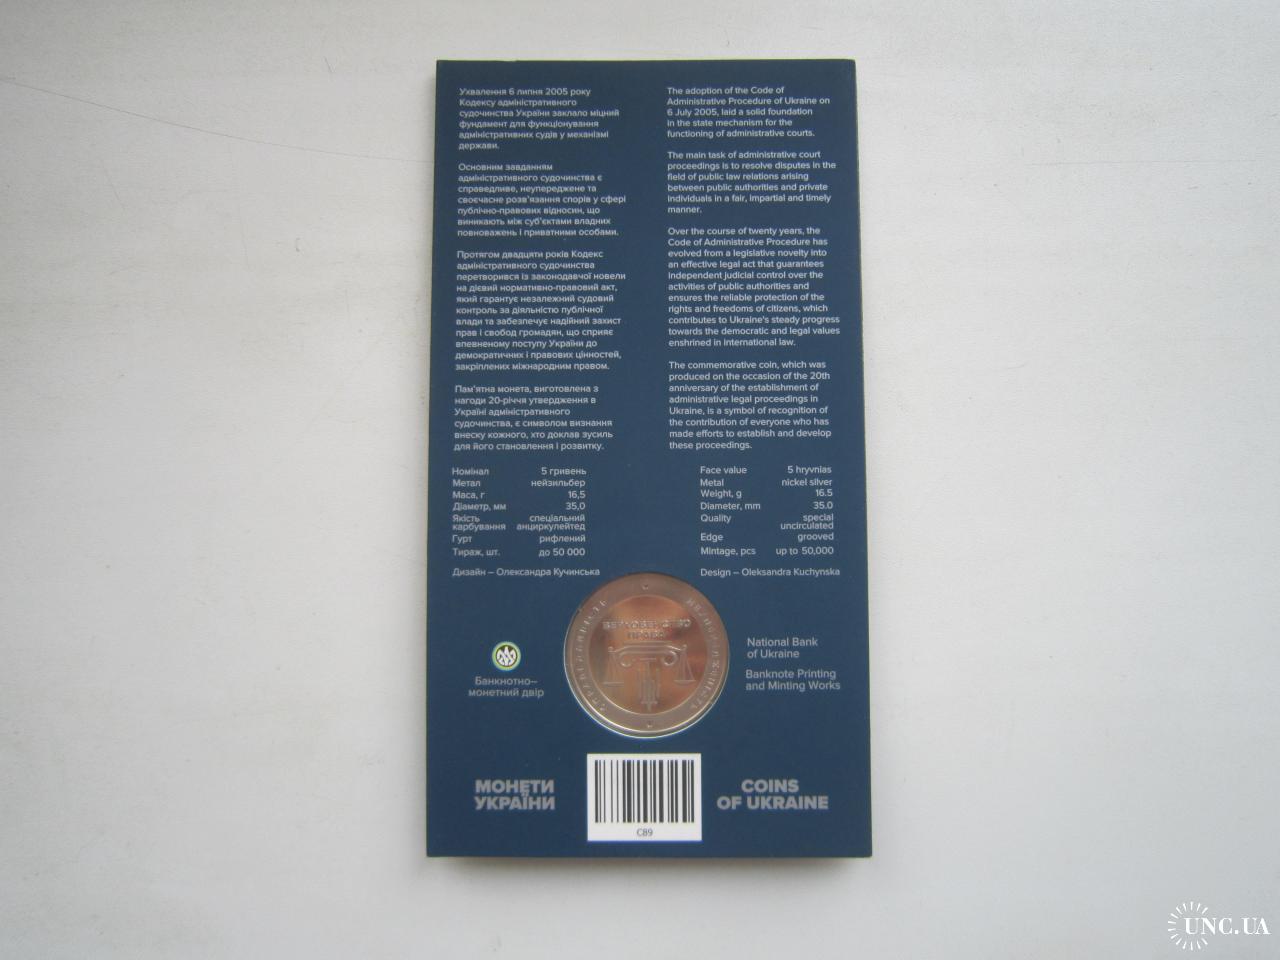 Ухвалення 6 липня 2005 року
Кодексу адміністративного
судочинства України заклало міцний
фундамент для функціонування
адміністративних судів у механізмі
держави.
Основним завданням
адміністративного судочинства є
справедливе, неупереджене та
своєчасне розв'язання спорів у сфері
публічно-правових відносин, що
виникають між суб'єктами владних
повноважень і приватними особами.
Протягом двадцяти років Кодекс
адміністративного судочинства
перетворився із законодавчої новели
на дієвий нормативно-правовий акт,
який гарантує незалежний судовий
контроль за діяльністю публічної
влади та забезпечує надійний захист
прав і свобод громадян, що сприяє
впевненому поступу України до
демократичних і правових цінностей,
закріплених міжнародним правом.
Пам'ятна монета, виготовлена з
нагоди 20-річчя утвердження в
Україні адміністративного
судочинства, є символом визнання
внеску кожного, хто доклав зусиль
для його становлення і розвитку.
Номінал 5 гривень
Метал нейзильбер
Маса, г 16,5
Діаметр, мм 35,0
Якість спеціальний
карбування анциркулейтед
Гурт рифлений
Тираж, шт. до 50 000
Дизайн – Олександра Кучинська
The adoption of the Code of
Administrative Procedure of Ukraine on
6 July 2005, laid a solid foundation
in the state mechanism for the
functioning of administrative courts.
The main task of administrative court
proceedings is to resolve disputes in the
field of public law relations arising
between public authorities and private
individuals in a fair, impartial and timely
manner.
Over the course of twenty years, the
Code of Administrative Procedure has
evolved from a legislative novelty into
an effective legal act that guarantees
independent judicial control over the
activities of public authorities and
ensures the reliable protection of the
rights and freedoms of citizens, which
contributes to Ukraine's steady progress
towards the democratic and legal values
enshrined in international law.
The commemorative coin, which was
produced on the occasion of the 20th
anniversary of the establishment of
administrative legal proceedings in
Ukraine, is a symbol of recognition of
the contribution of everyone who has
made efforts to establish and develop
these proceedings.
Face value 5 hryvnias
Metal nickel silver
Weight, g 16.5
Diameter, mm 35.0
Quality special
uncirculated
Edge grooved
Mintage, pcs up to 50,000
Design – Oleksandra Kuchynska
СПРАВЕДЛИВІСТЬ
НЕУПЕРЕДЖЕНІСТЬ
ВЕРХОВЕНСТВО
ПРАВА
Банкнотно–
монетний двір
National Bank
of Ukraine
Banknote Printing
and Minting Works
МОНЕТИ
УКРАЇНИ
C89
COINS
OF UKRAINE
UNC.UA